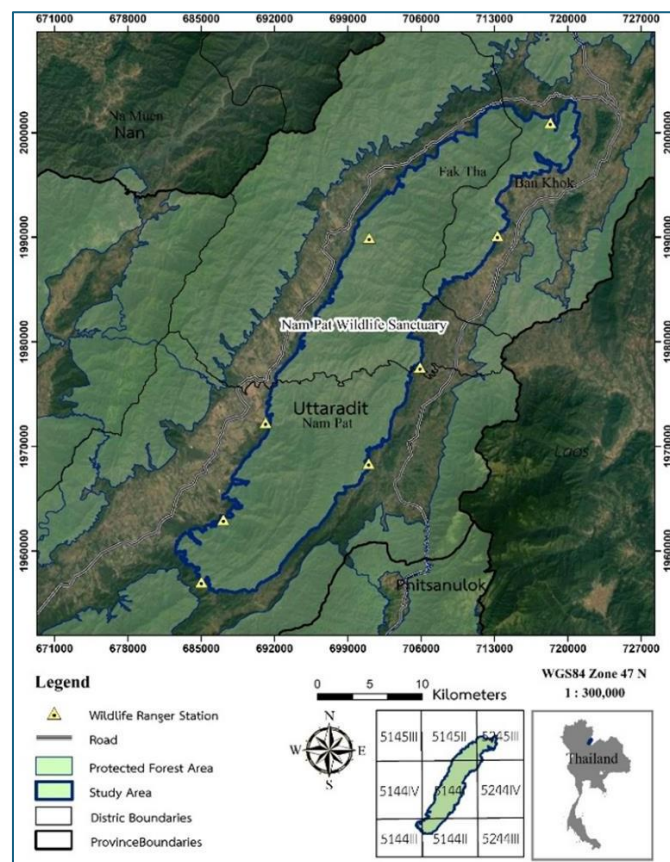 671000 678000 685000 692000 699000 706000 713000 720000 727000
2000000
1990000
1980000
1970000
1960000
2000000
1990000
1980000
1970000
1960000
Na Muen
Nan
Fak Tha
Ban Khok
Nam Pat Wildlife Sanctuary
Uttaradit
Nam Pat
Laos
Phitsanulok
671000 678000 685000 692000 699000 706000 713000 720000 727000
Legend
Wildlife Ranger Station
Road
Protected Forest Area
Study Area
Distric Boundaries
ProvinceBoundaries
0 5 10
Kilometers
N
W E
S
WGS84 Zone 47 N
1 : 300,000
5145III 5145II 5245III
5144IV 5144I 5244IV
5144III 5144II 5244III
Thailand